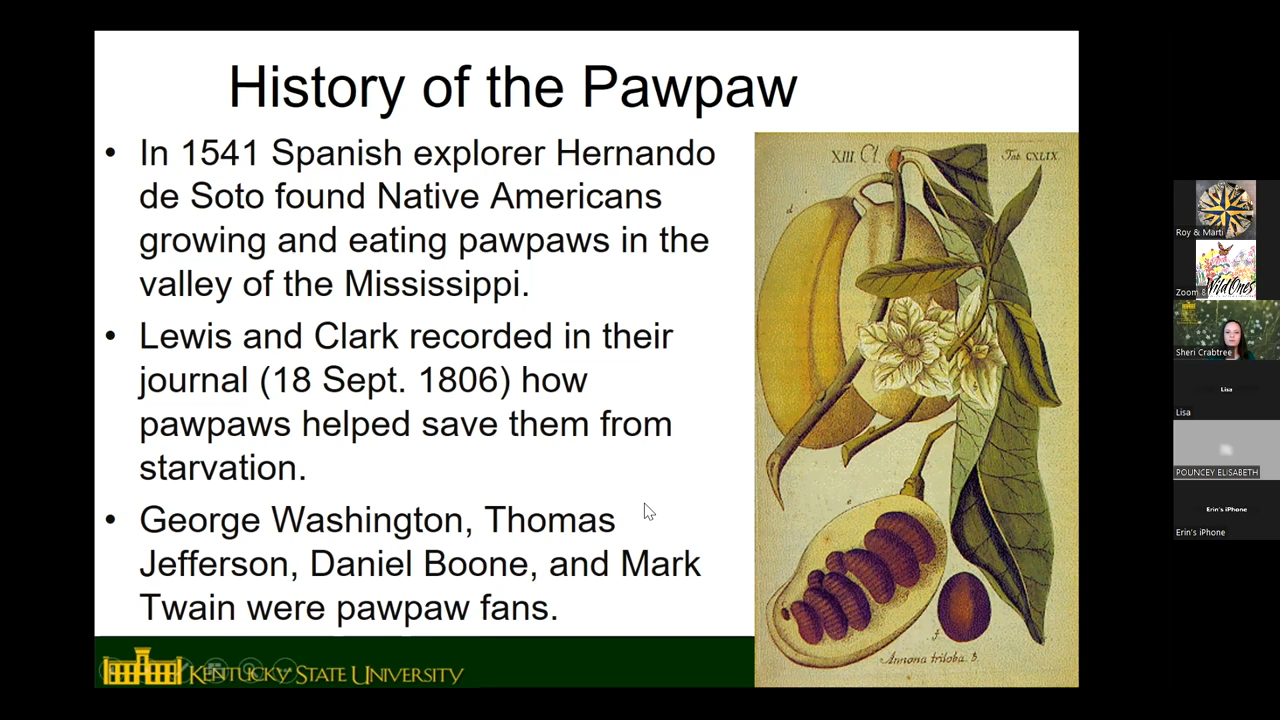 History of the Pawpaw
• In 1541 Spanish explorer Hernando
de Soto found Native Americans
growing and eating pawpaws in the
valley of the Mississippi.
• Lewis and Clark recorded in their
journal (18 Sept. 1806) how
pawpaws helped save them from
starvation.
• George Washington, Thomas
Jefferson, Daniel Boone, and Mark
Twain were pawpaw fans.
KENTUCKY STATE UNIVERSITY
XIII. Cl.
Tab. CXLIX.
d
e
f
Annona triloba. B.
Roy & Marti
Wild Ones
Zoom
Sheri Crabtree
Lisa
Lisa
POUNCEY ELISABETH
Erin's iPhone
Erin's iPhone